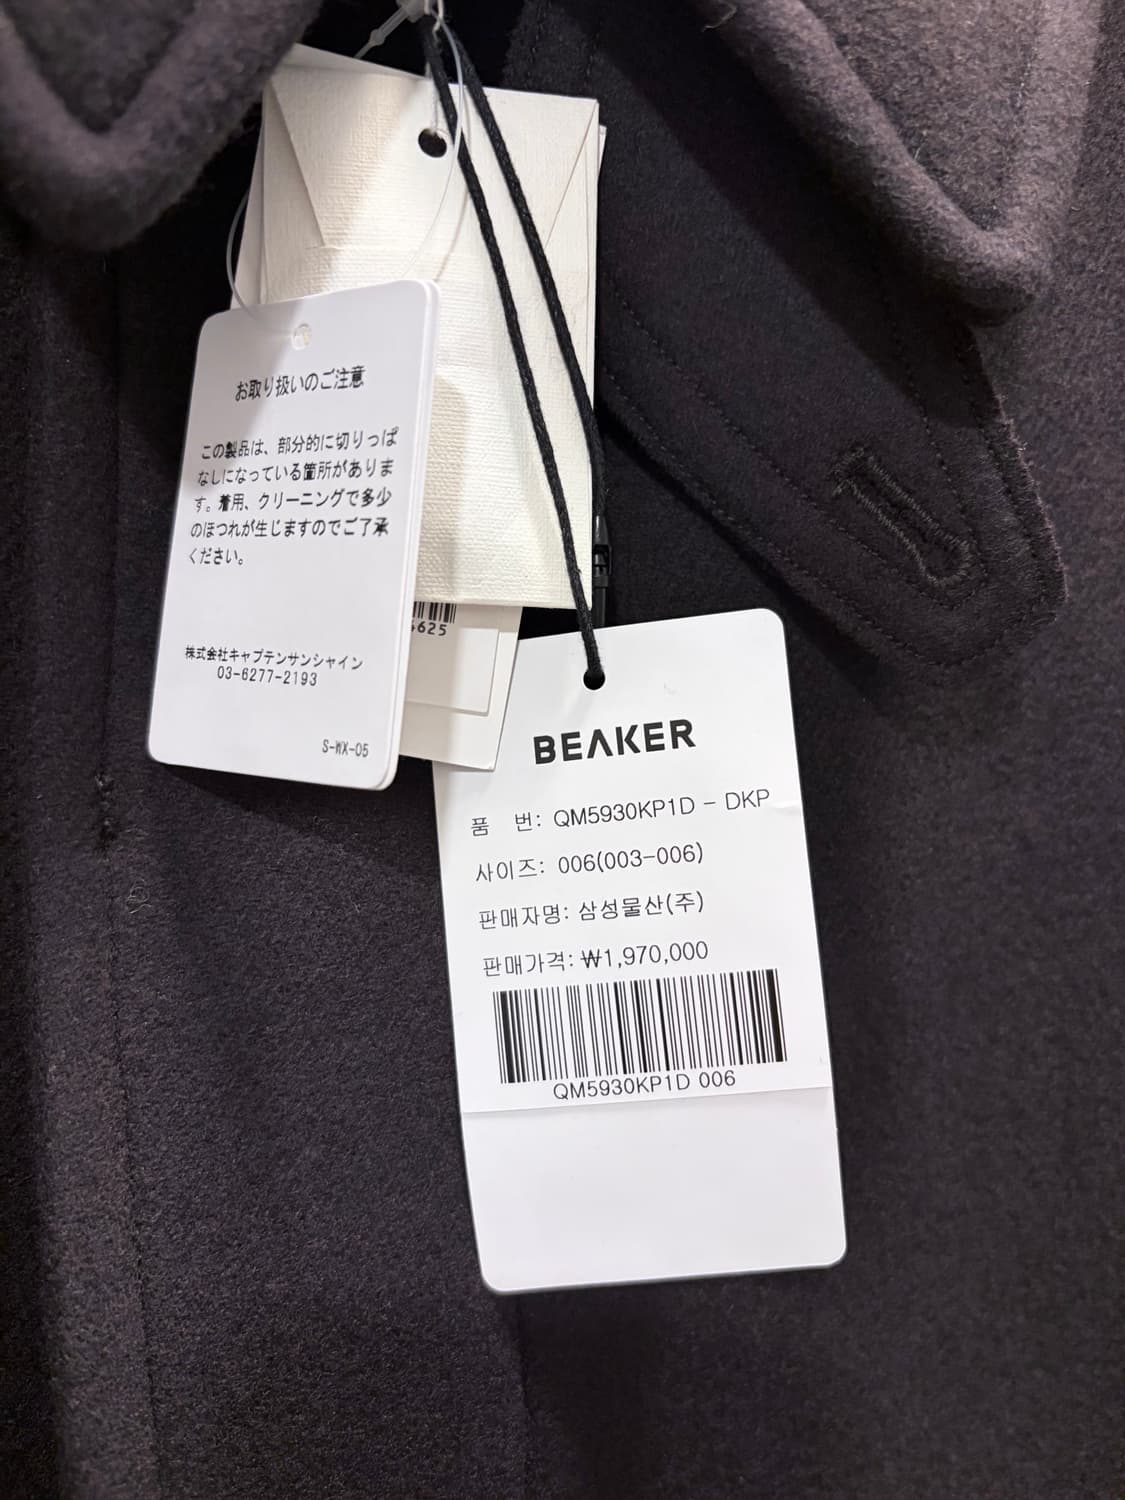 お取り扱いのご注意
この製品は、部分的に切りっぱ
なしになっている箇所がありま
す。着用、クリーニングで多少
のほつれが生じますのでご了承
ください。
株式会社キャプテンサンシャイン
03-6277-2193
S-WX-05
4625
BEAKER
품 번: QM5930KP1D - DKP
사이즈: 006(003-006)
판매자명: 삼성물산(주)
판매가격: ₩1,970,000
QM5930KP1D 006